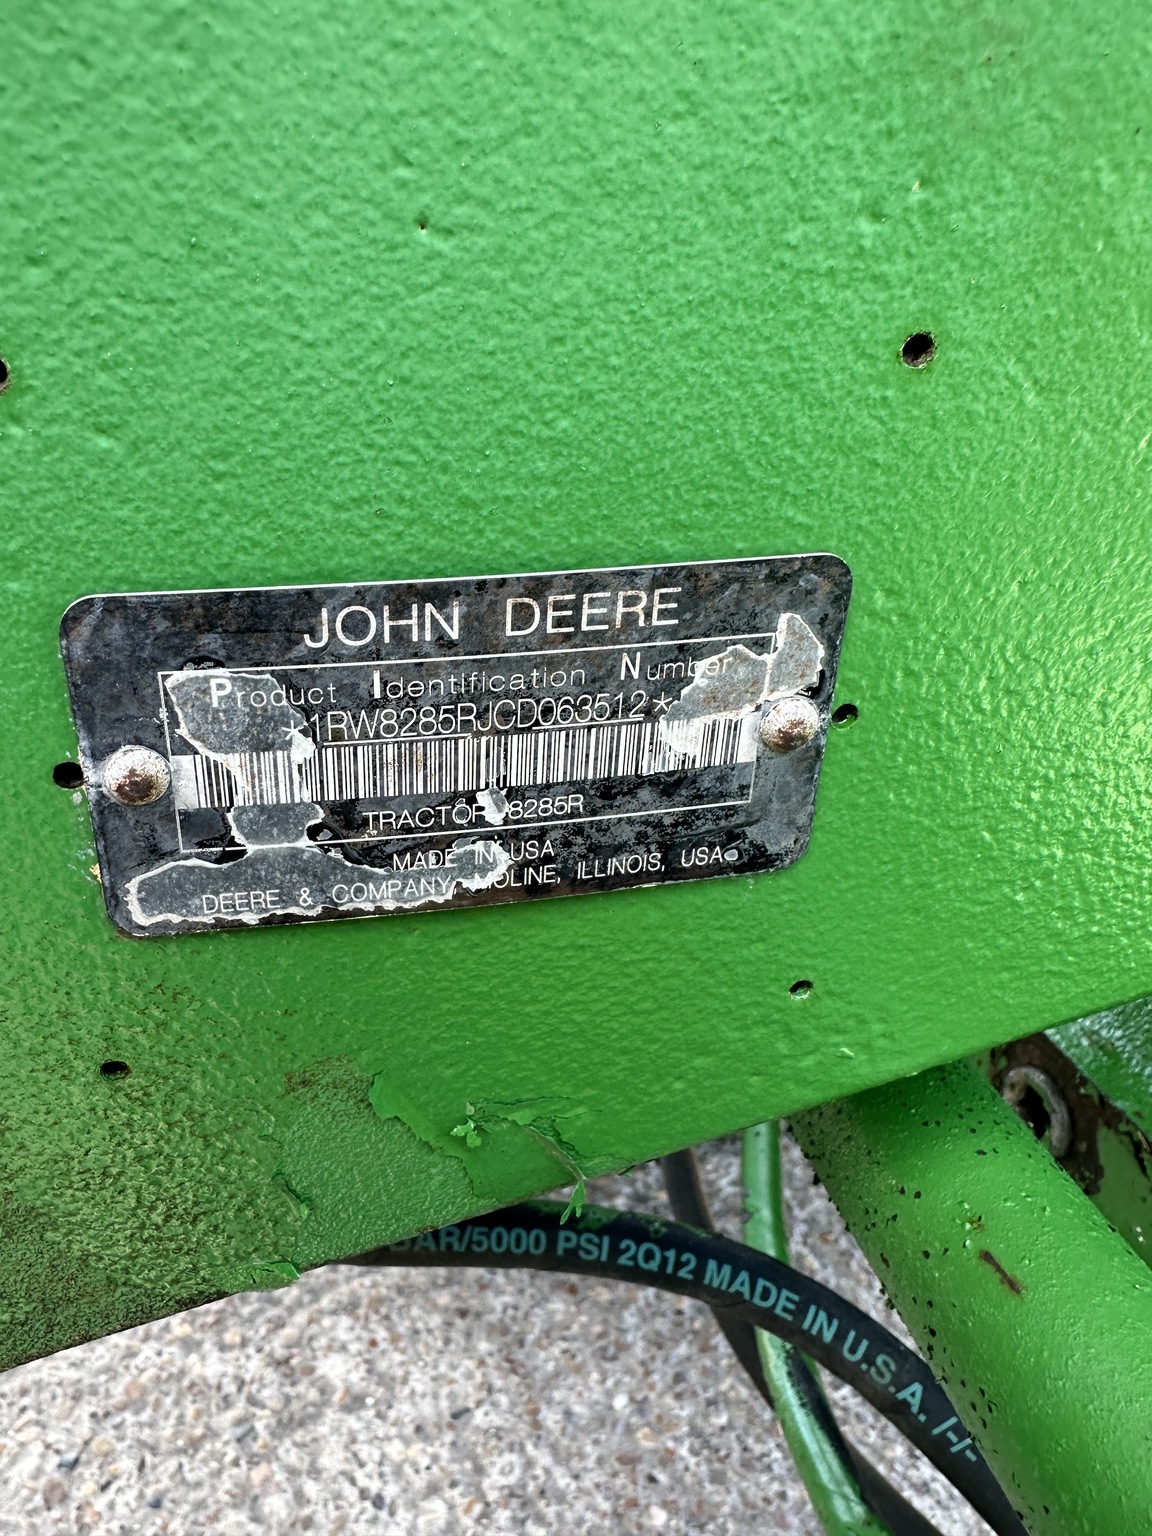 JOHN DEERE
Product Identification Number
*1RW8285RJCD063512*
TRACTOR 8285R
MADE IN USA
DEERE & COMPANY, MOLINE, ILLINOIS, USA
BAR/5000 PSI 2Q12 MADE IN U.S.A. /-/-